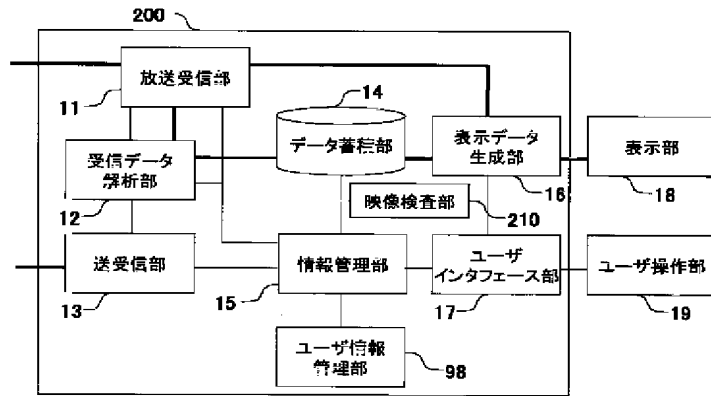 200
放送受信部
11
14
データ蓄積部
表示データ
生成部
16
表示部
18
受信データ
解析部
12
映像検査部
210
送受信部
13
情報管理部
15
ユーザ
インタフェース部
17
ユーザ操作部
19
ユーザ情報
管理部
98